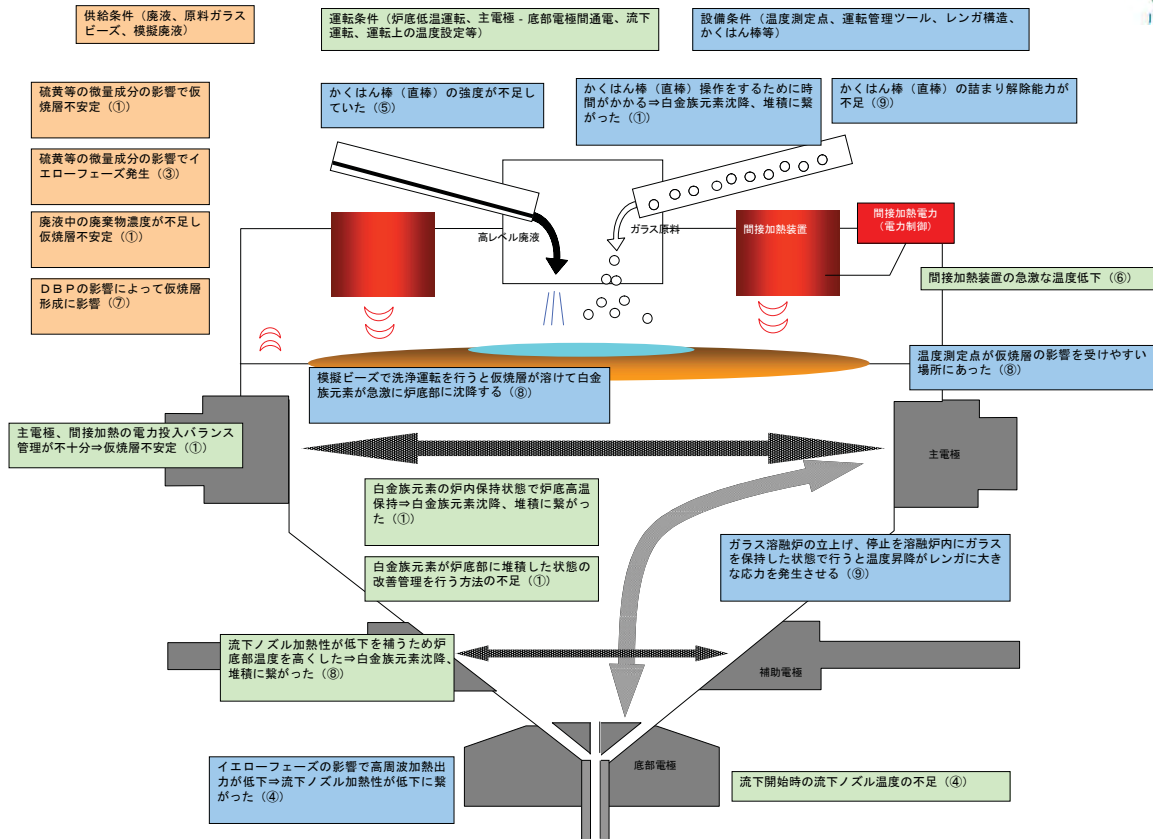 供給条件（廃液、原料ガラス
ビーズ、模擬廃液）
運転条件（炉底低温運転、主電極‐底部電極間通電、流下
運転、運転上の温度設定等）
設備条件（温度測定点、運転管理ツール、レンガ構造、
かくはん棒等）
硫黄等の微量成分の影響で仮
焼層不安定（①）
かくはん棒（直棒）の強度が不足し
ていた（⑤）
かくはん棒（直棒）操作をするために時
間がかかる⇒白金族元素沈降、堆積に繋
がった（①）
かくはん棒（直棒）の詰まり解除能力が
不足（⑨）
硫黄等の微量成分の影響でイ
エローフェーズ発生（③）
廃液中の廃棄物濃度が不足し
仮焼層不安定（①）
ＤＢＰの影響によって仮焼層
形成に影響（⑦）
高レベル廃液
ガラス原料
間接加熱装置
間接加熱電力
（電力制御）
間接加熱装置の急激な温度低下（⑥）
温度測定点が仮焼層の影響を受けやすい
場所にあった（⑧）
模擬ビーズで洗浄運転を行うと仮焼層が溶けて白金
族元素が急激に炉底部に沈降する（⑧）
主電極、間接加熱の電力投入バランス
管理が不十分⇒仮焼層不安定（①）
主電極
白金族元素の炉内保持状態で炉底高温
保持⇒白金族元素沈降、堆積に繋がっ
た（①）
ガラス溶融炉の立上げ、停止を溶融炉内にガラス
を保持した状態で行うと温度昇降がレンガに大き
な応力を発生させる（⑨）
白金族元素が炉底部に堆積した状態の
改善管理を行う方法の不足（①）
流下ノズル加熱性が低下を補うため炉
底部温度を高くした⇒白金族元素沈降、
堆積に繋がった（⑧）
補助電極
イエローフェーズの影響で高周波加熱出
力が低下⇒流下ノズル加熱性が低下に繋
がった（④）
底部電極
流下開始時の流下ノズル温度の不足（④）